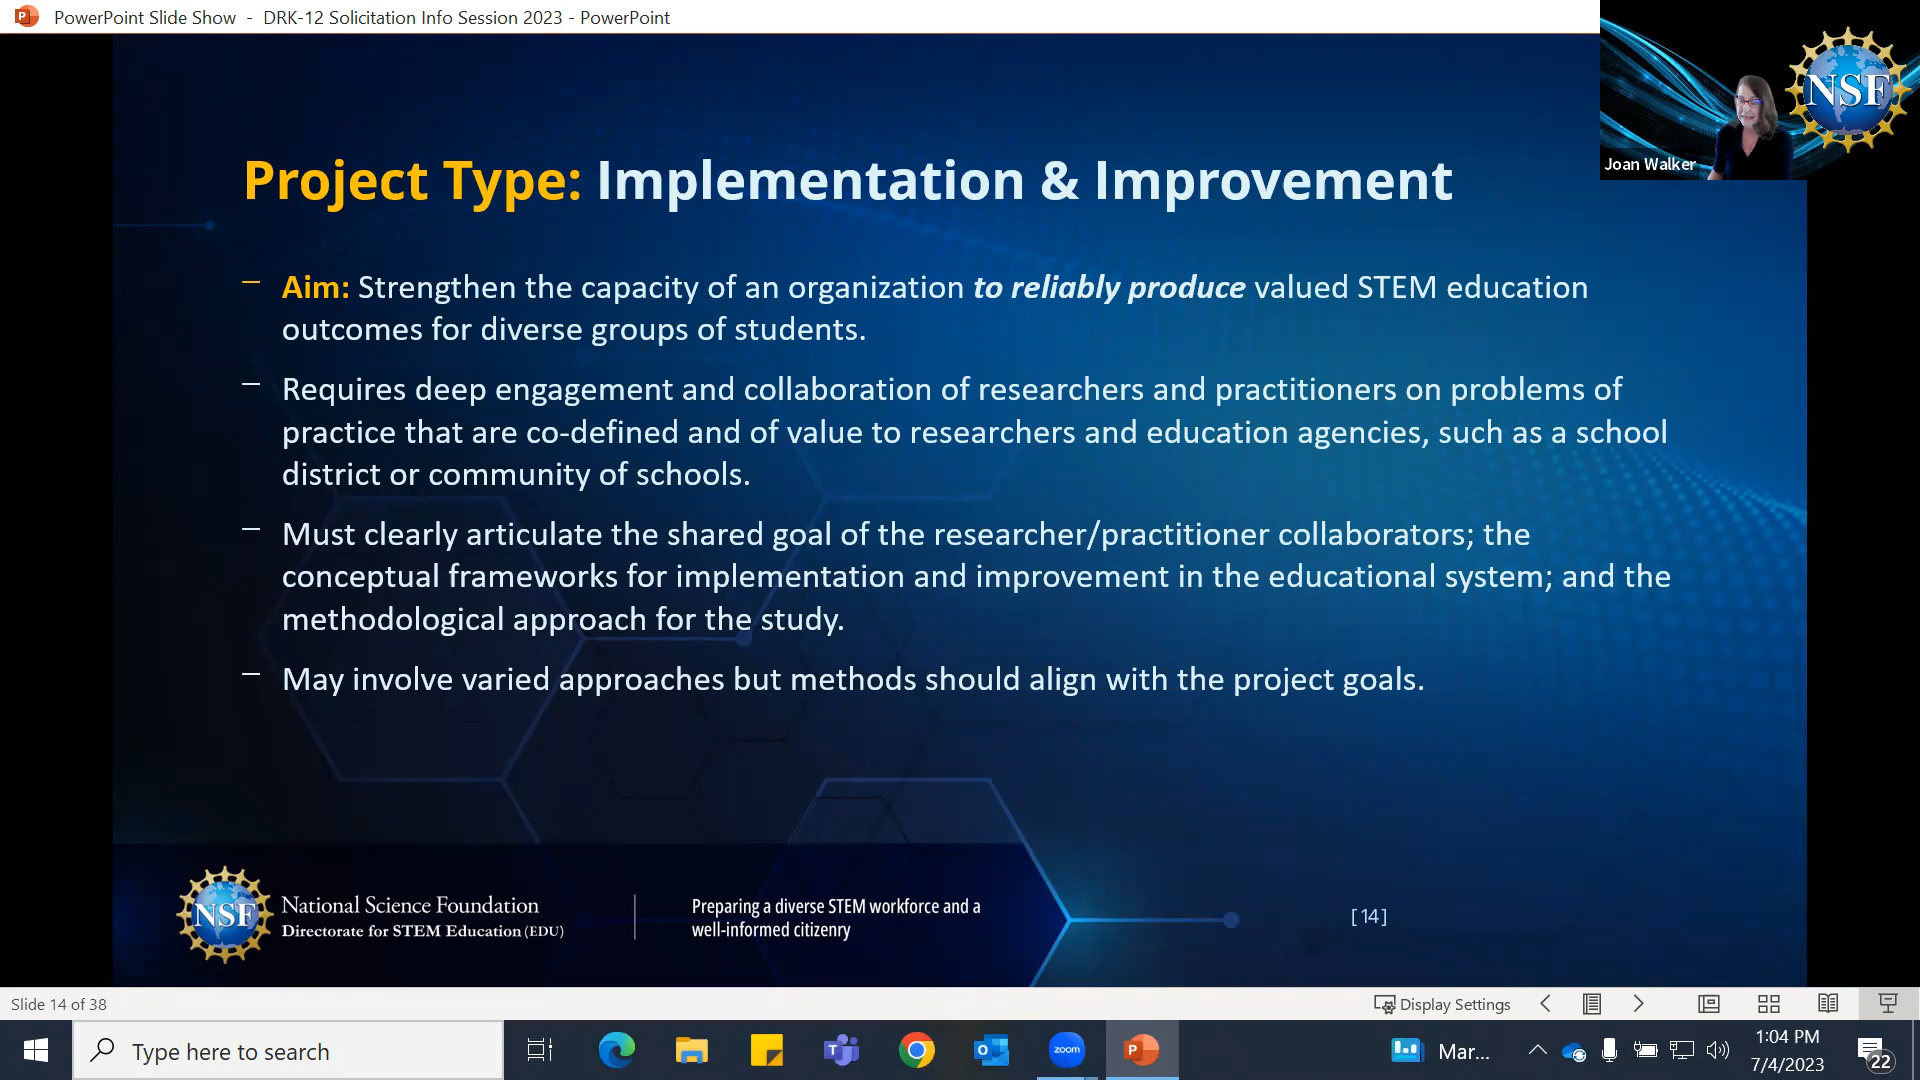 PowerPoint Slide Show - DRK-12 Solicitation Info Session 2023 - PowerPoint
NSF
Joan Walker
Project Type: Implementation & Improvement
– Aim: Strengthen the capacity of an organization to reliably produce valued STEM education
outcomes for diverse groups of students.
– Requires deep engagement and collaboration of researchers and practitioners on problems of
practice that are co-defined and of value to researchers and education agencies, such as a school
district or community of schools.
– Must clearly articulate the shared goal of the researcher/practitioner collaborators; the
conceptual frameworks for implementation and improvement in the educational system; and the
methodological approach for the study.
– May involve varied approaches but methods should align with the project goals.
NSF
National Science Foundation
Directorate for STEM Education (EDU)
Preparing a diverse STEM workforce and a
well-informed citizenry
[14]
Slide 14 of 38
Display Settings
Type here to search
zoom
Mar...
1:04 PM
7/4/2023
22